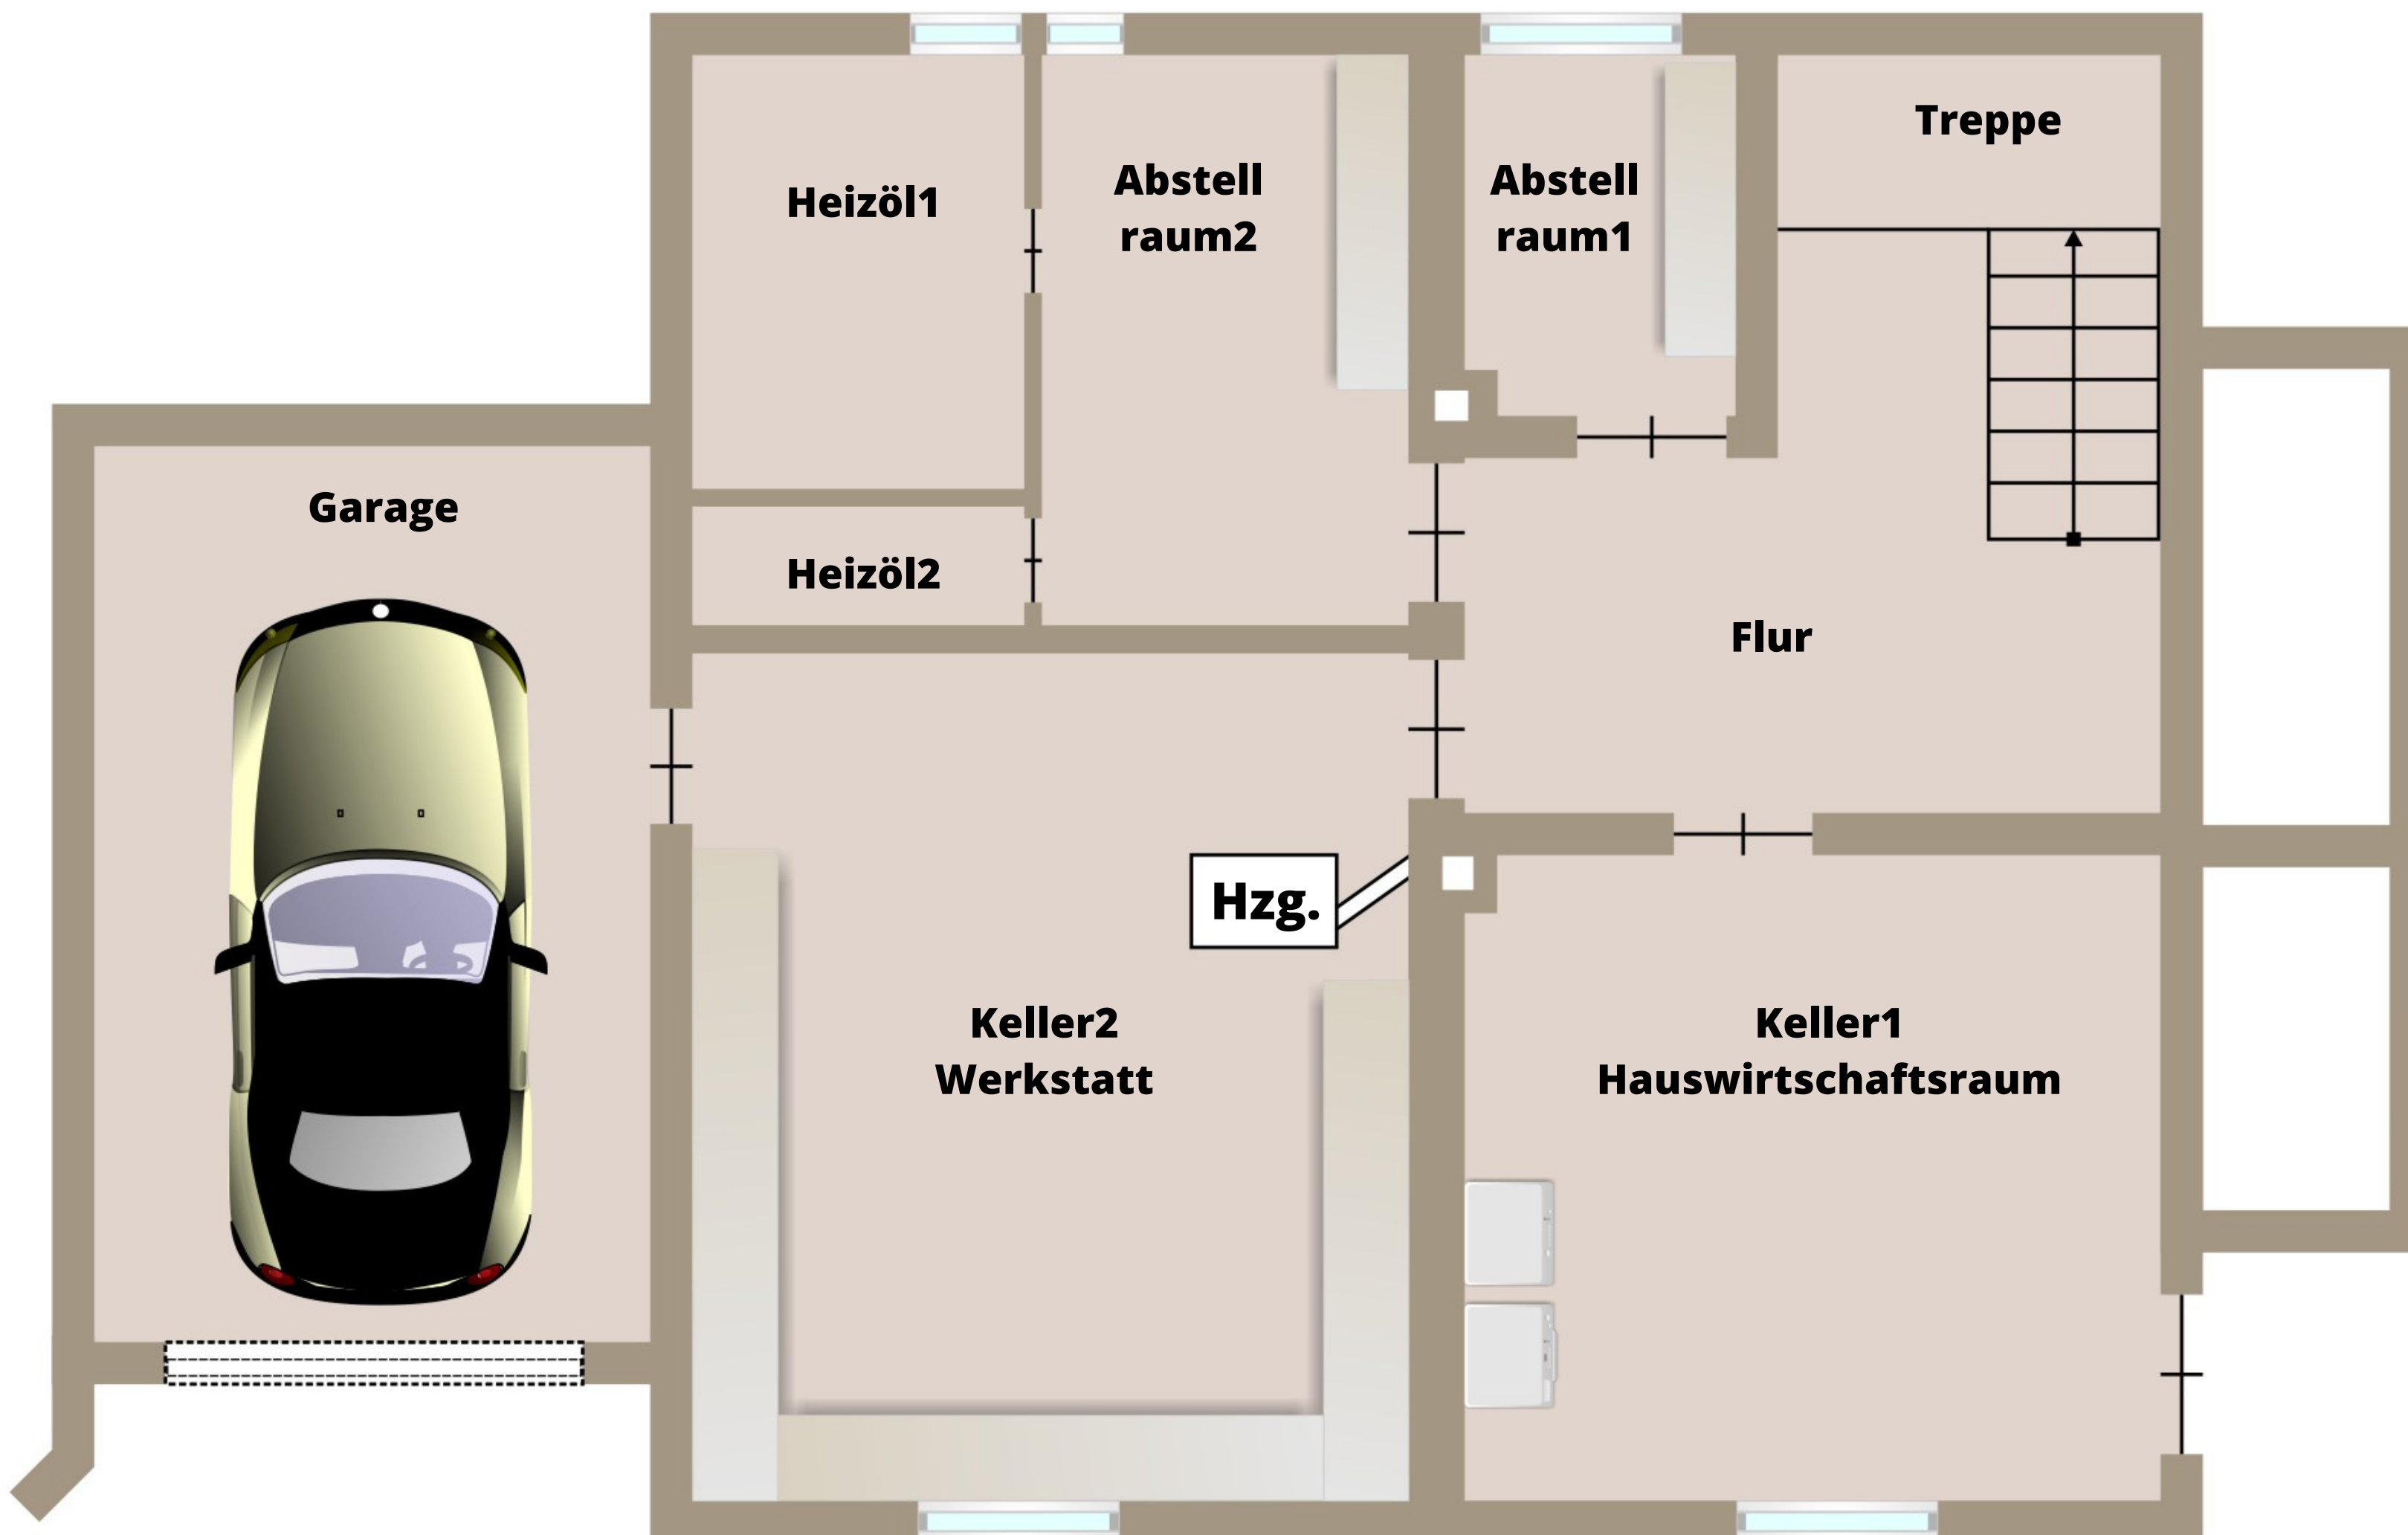 Treppe
Abstell
raum2
Abstell
raum1
Heizöl1
Garage
Heizöl2
Flur
Hzg.
Keller2
Werkstatt
Keller1
Hauswirtschaftsraum